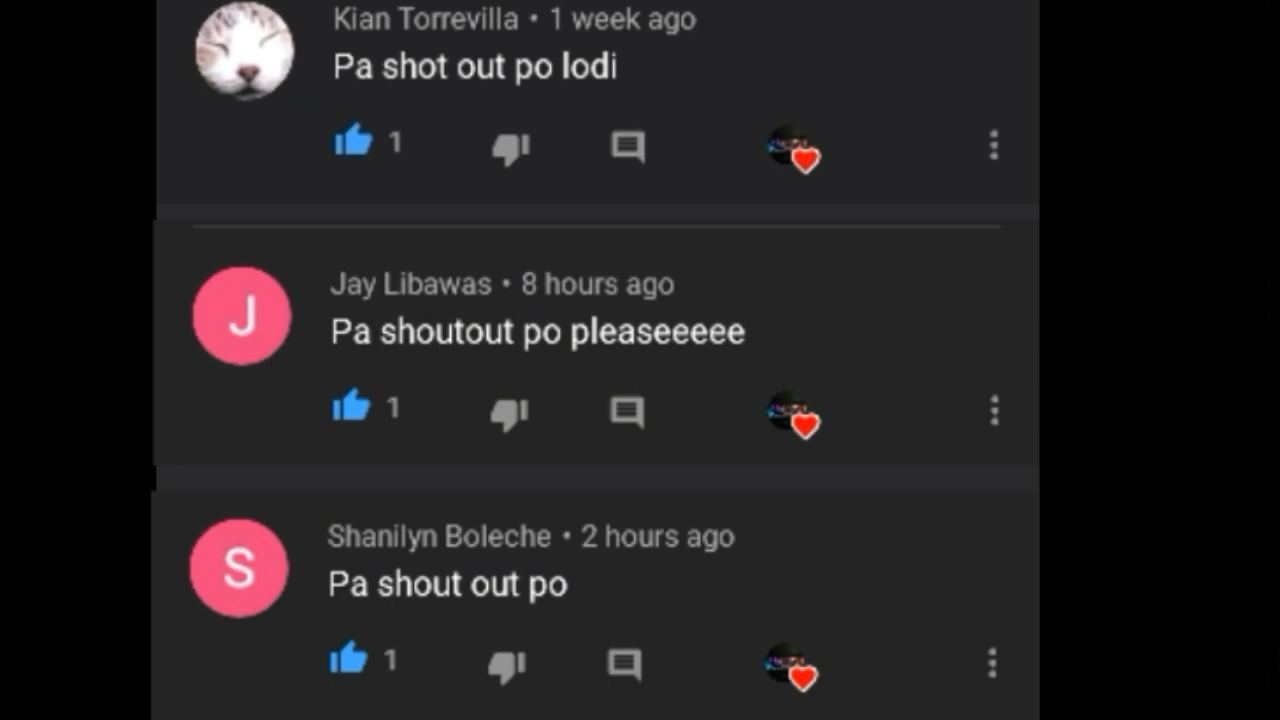 Kian Torrevilla • 1 week ago
Pa shot out po lodi
1
J
Jay Libawas • 8 hours ago
Pa shoutout po pleaseeeee
1
S
Shanilyn Boleche • 2 hours ago
Pa shout out po
1